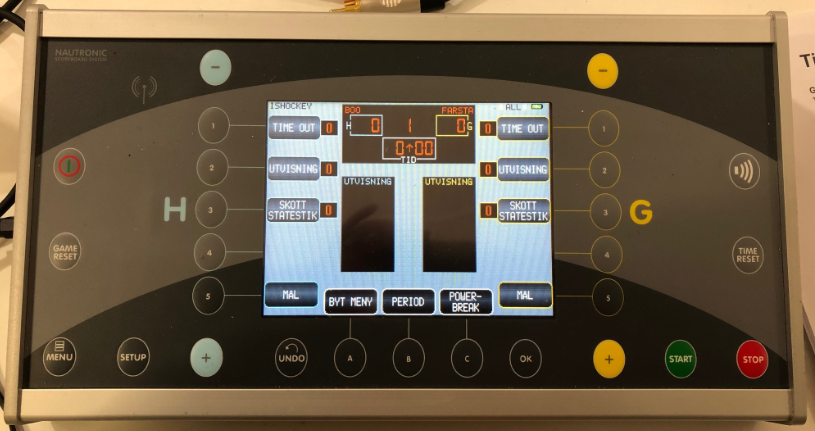 NAUTRONIC
SCOREBOARD SYSTEM
ISHOCKEY
BOO
FARSTA
ALL
H 0 1 0 G
TIME OUT 0
0 TIME OUT
0↑00
TID
UTVISNING 0
0 UTVISNING
UTVISNING
UTVISNING
SKOTT
STATESTIK 0
0 SKOTT
STATESTIK
MAL
BYT MENY
PERIOD
POWER-
BREAK
MAL
-
1
2
3
4
5
H
-
1
2
3
4
5
G
GAME
RESET
TIME
RESET
MENU
SETUP
+
UNDO
A
B
C
OK
+
START
STOP
Ti